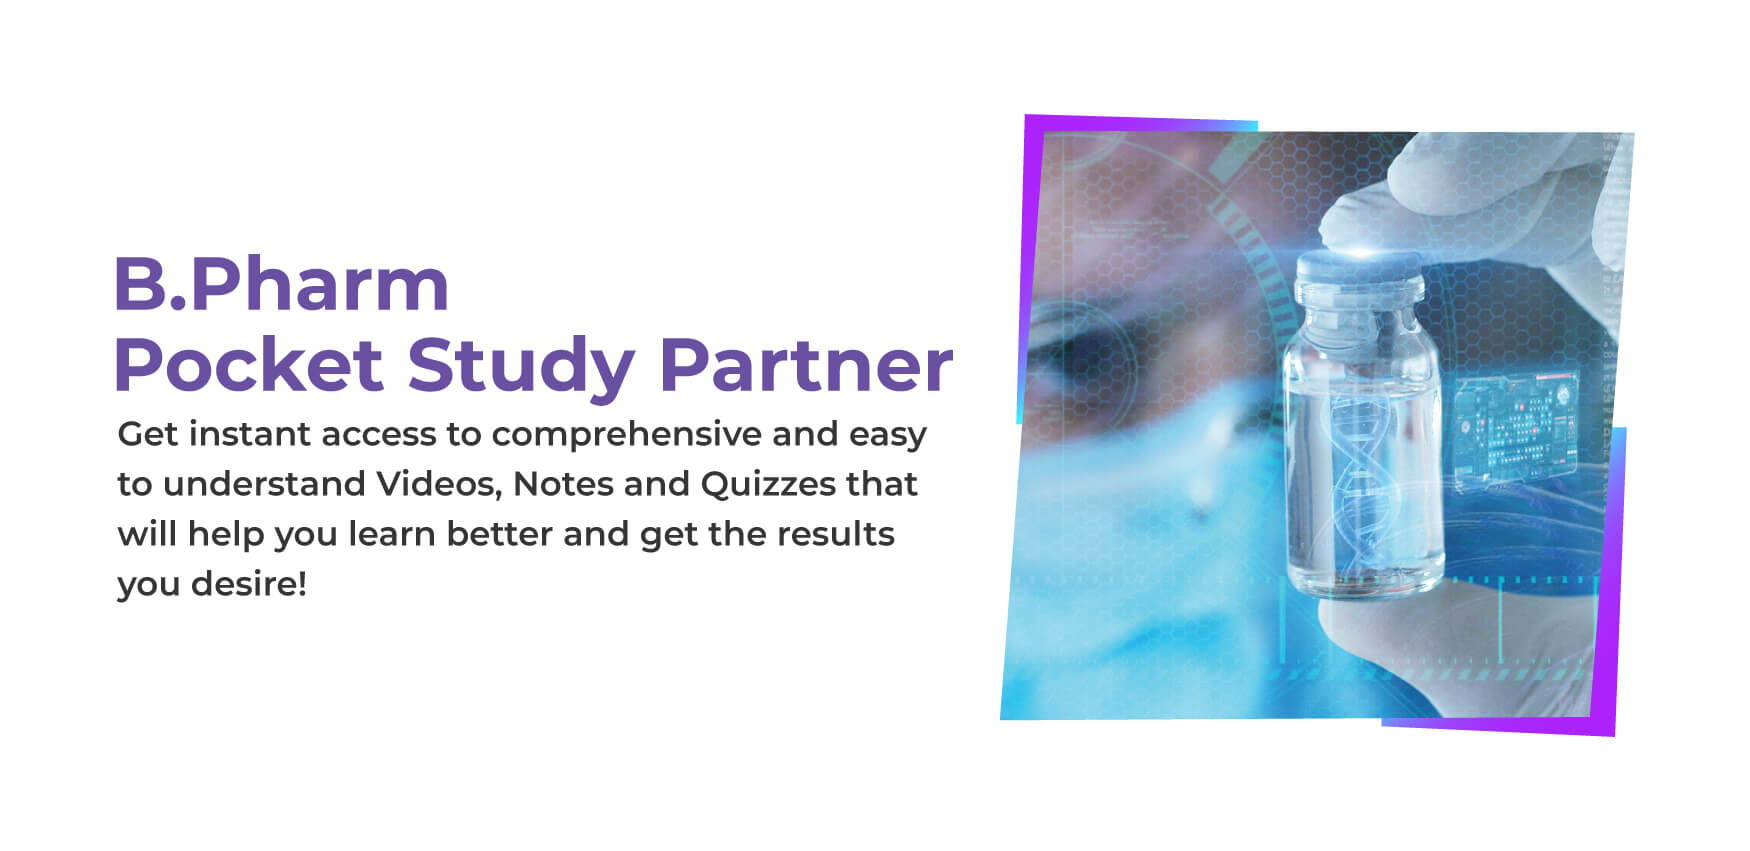 B.Pharm
Pocket Study Partner
Get instant access to comprehensive and easy
to understand Videos, Notes and Quizzes that
will help you learn better and get the results
you desire!